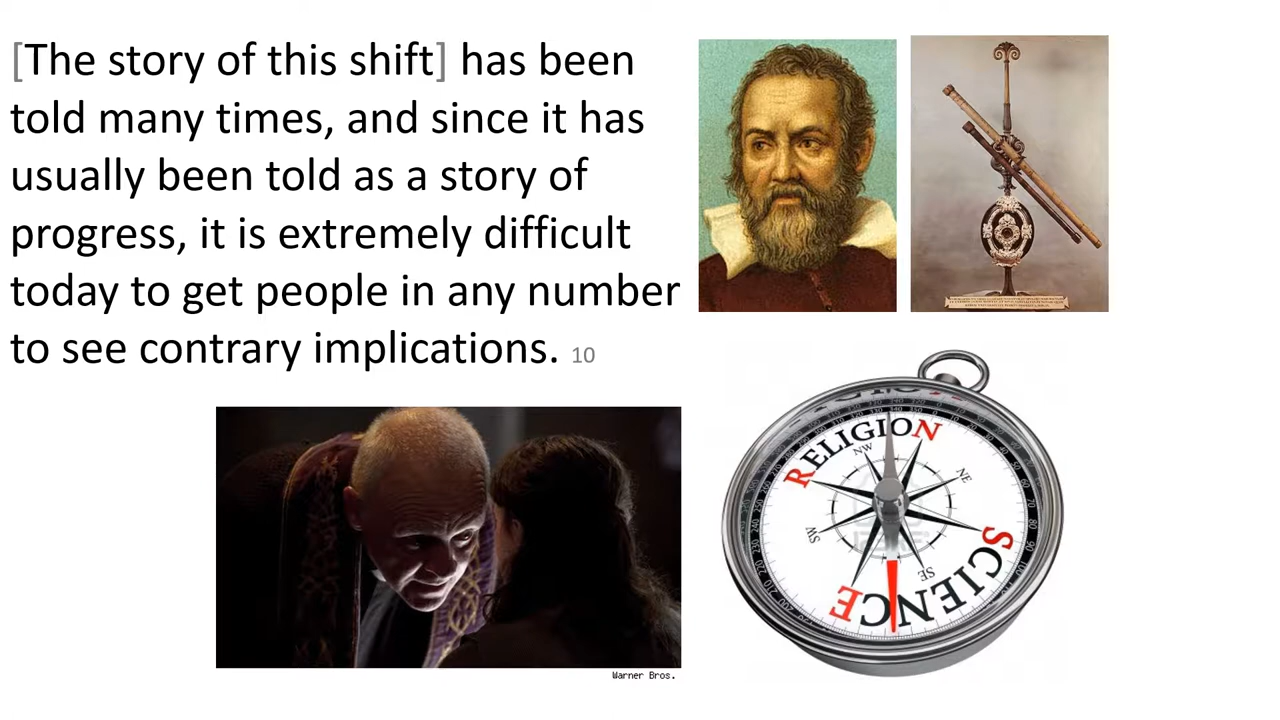 [The story of this shift] has been
told many times, and since it has
usually been told as a story of
progress, it is extremely difficult
today to get people in any number
to see contrary implications. 10
Warner Bros.
RELIGION
NW
NE
SCIENCE
SW
SE